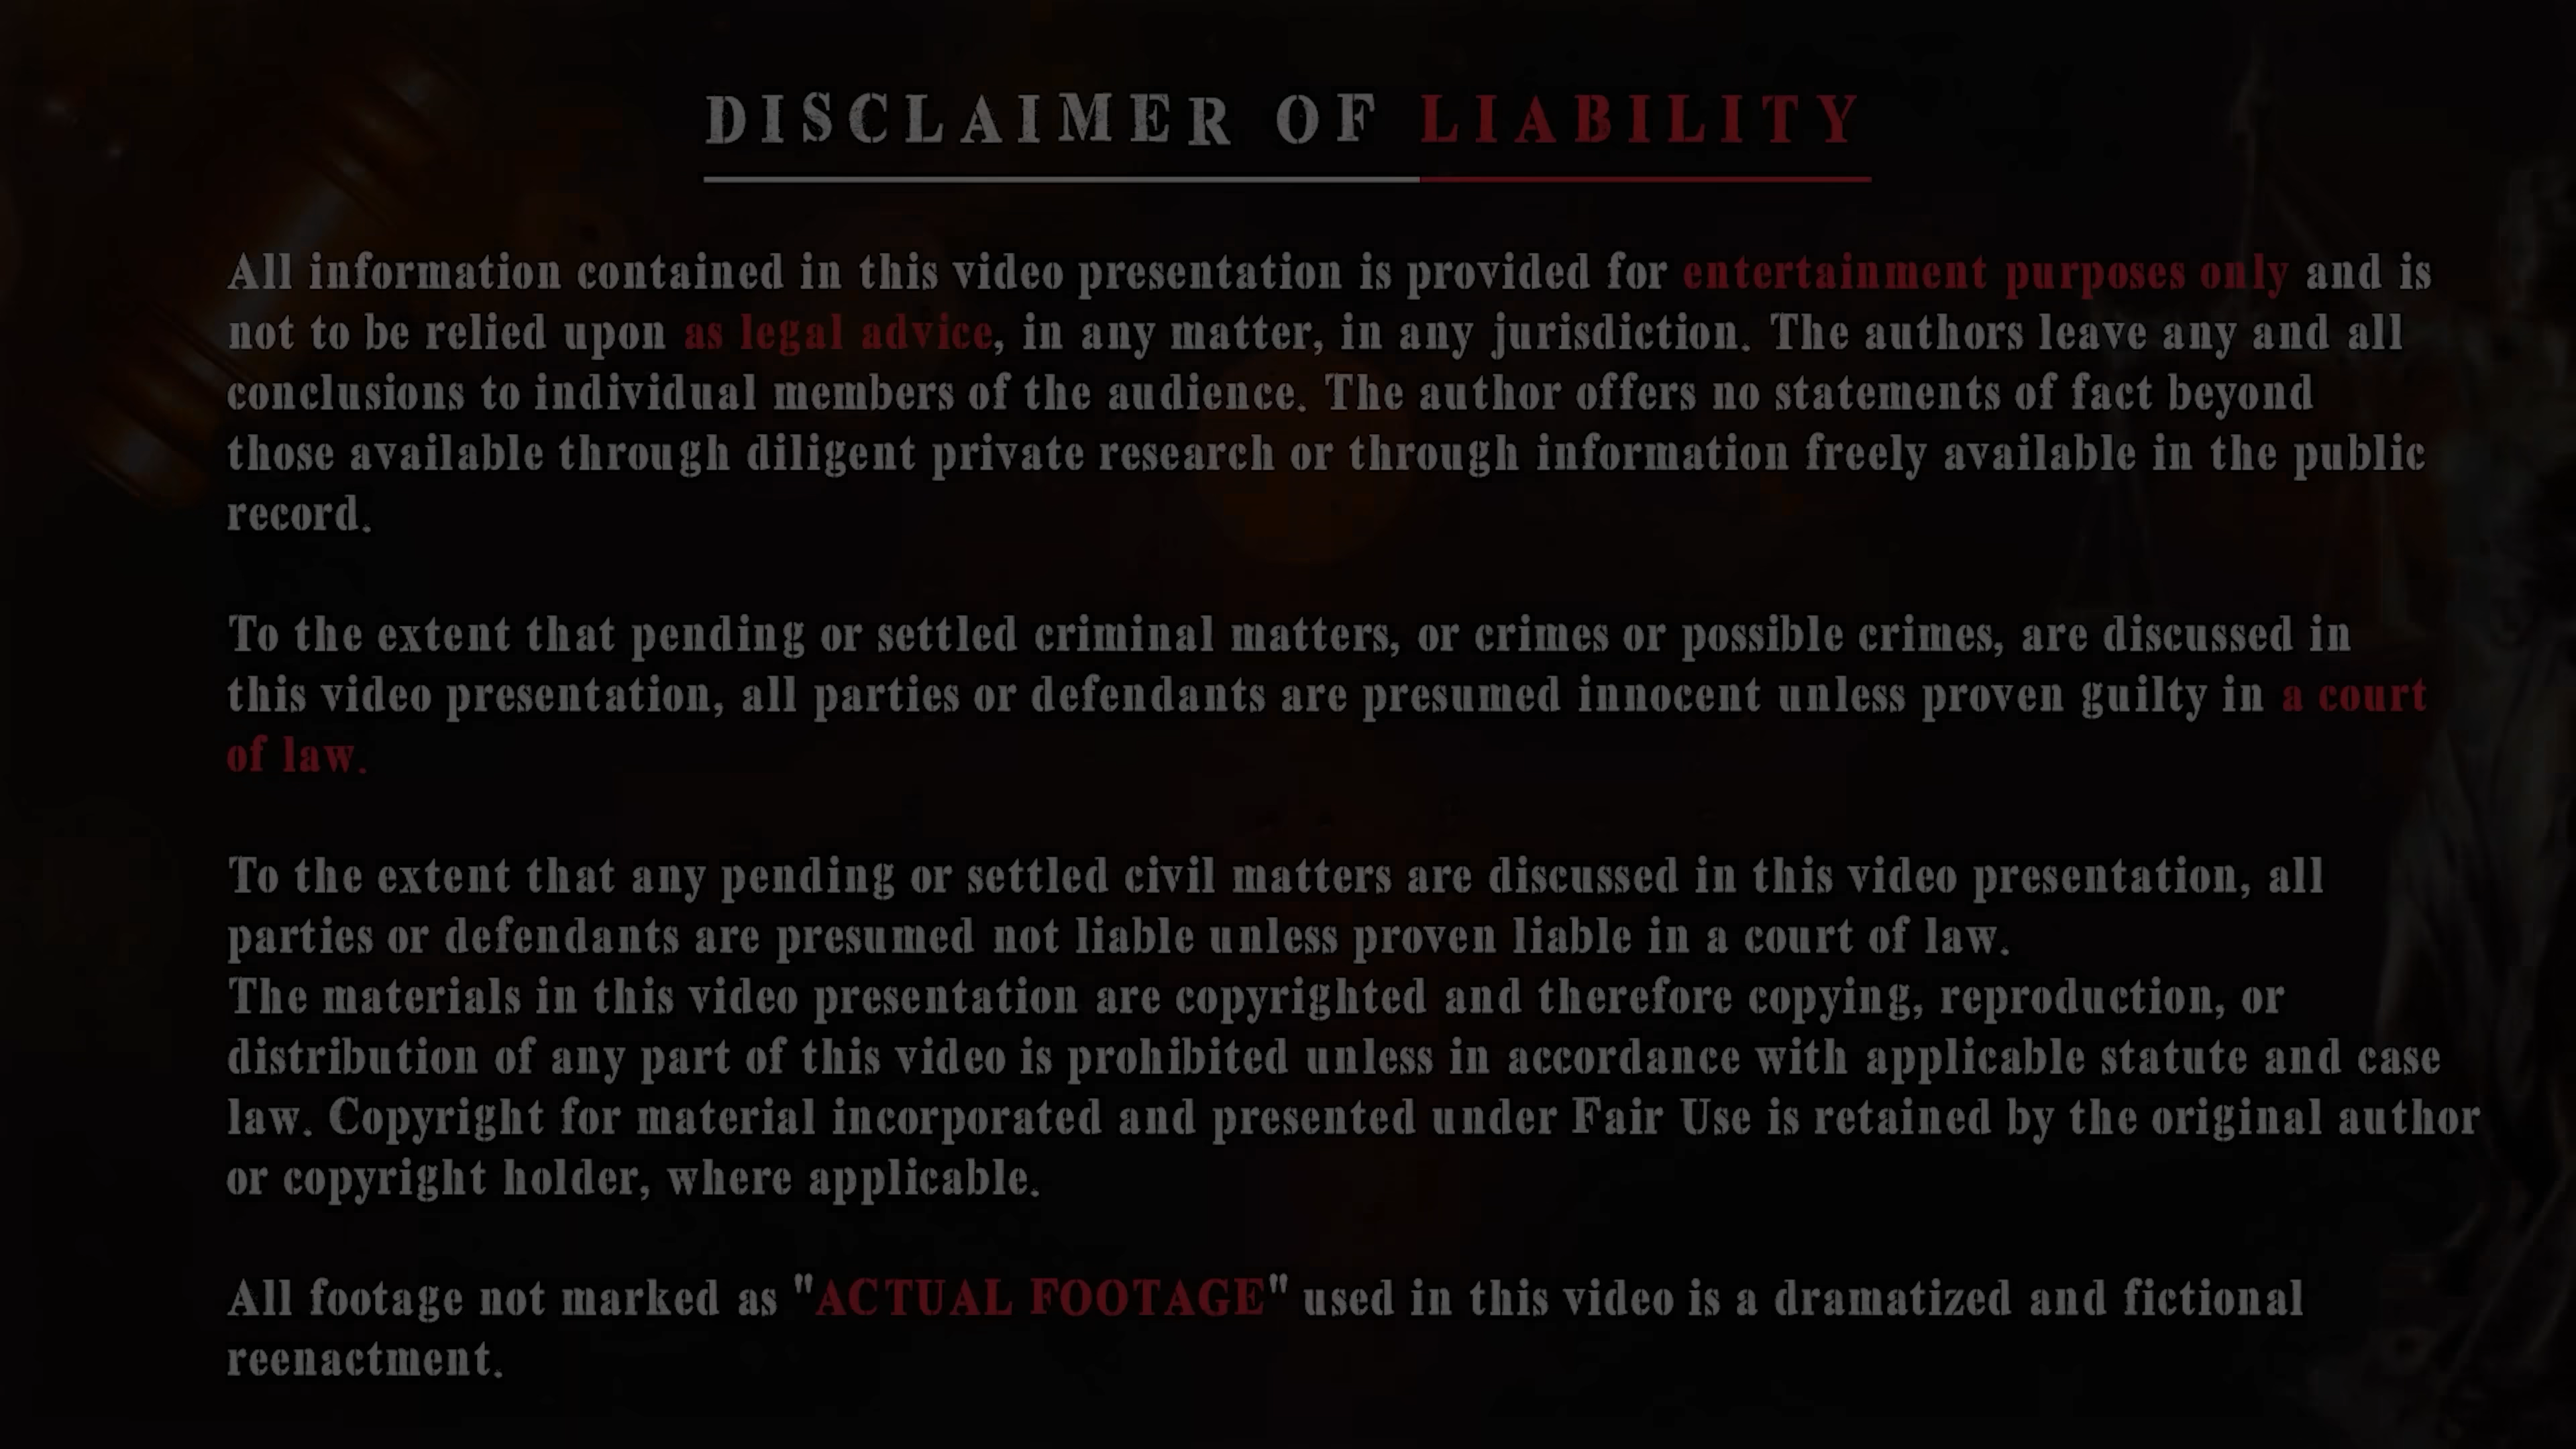 DISCLAIMER OF LIABILITY
All information contained in this video presentation is provided for entertainment purposes only and is
not to be relied upon as legal advice, in any matter, in any jurisdiction. The authors leave any and all
conclusions to individual members of the audience. The author offers no statements of fact beyond
those available through diligent private research or through information freely available in the public
record.
To the extent that pending or settled criminal matters, or crimes or possible crimes, are discussed in
this video presentation, all parties or defendants are presumed innocent unless proven guilty in a court
of law.
To the extent that any pending or settled civil matters are discussed in this video presentation, all
parties or defendants are presumed not liable unless proven liable in a court of law.
The materials in this video presentation are copyrighted and therefore copying, reproduction, or
distribution of any part of this video is prohibited unless in accordance with applicable statute and case
law. Copyright for material incorporated and presented under Fair Use is retained by the original author
or copyright holder, where applicable.
All footage not marked as "ACTUAL FOOTAGE" used in this video is a dramatized and fictional
reenactment.